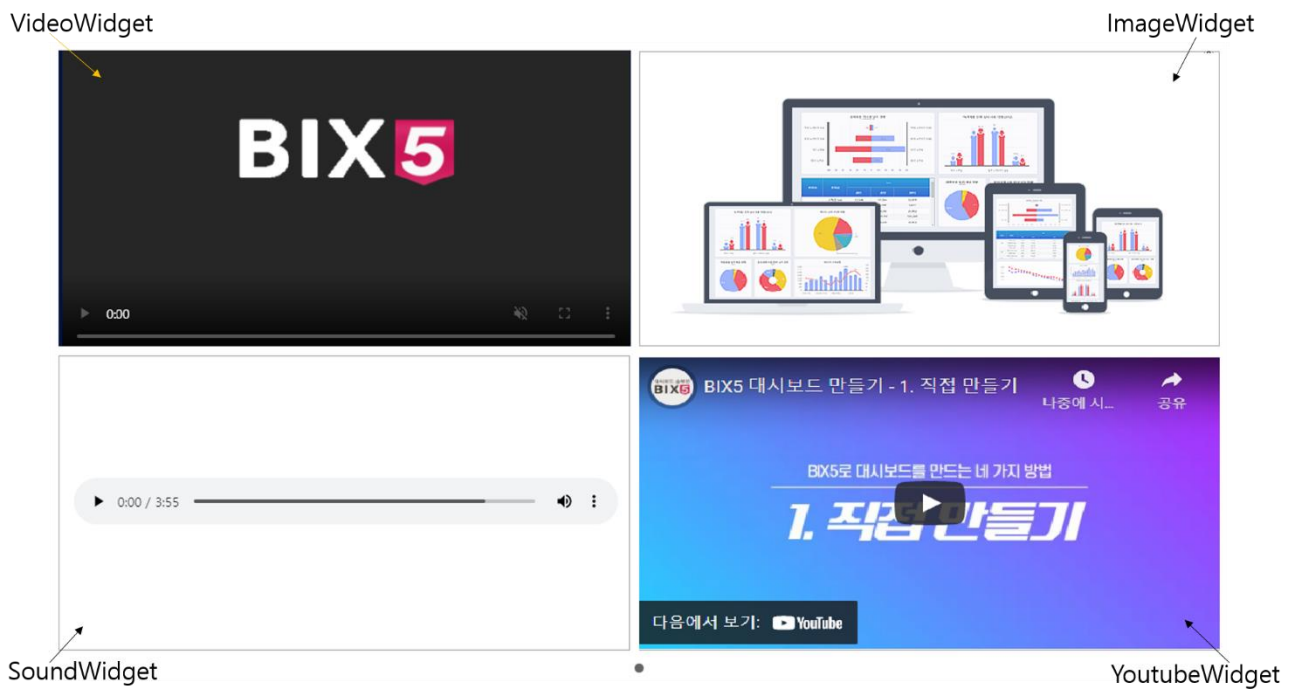 VideoWidget
ImageWidget
BIX5
0:00
0:00 / 3:55
BIX5 대시보드 만들기 - 1. 직접 만들기
나중에 시...
공유
BIX5로 대시보드를 만드는 네 가지 방법
1. 직접 만들기
다음에서 보기: YouTube
SoundWidget
YoutubeWidget